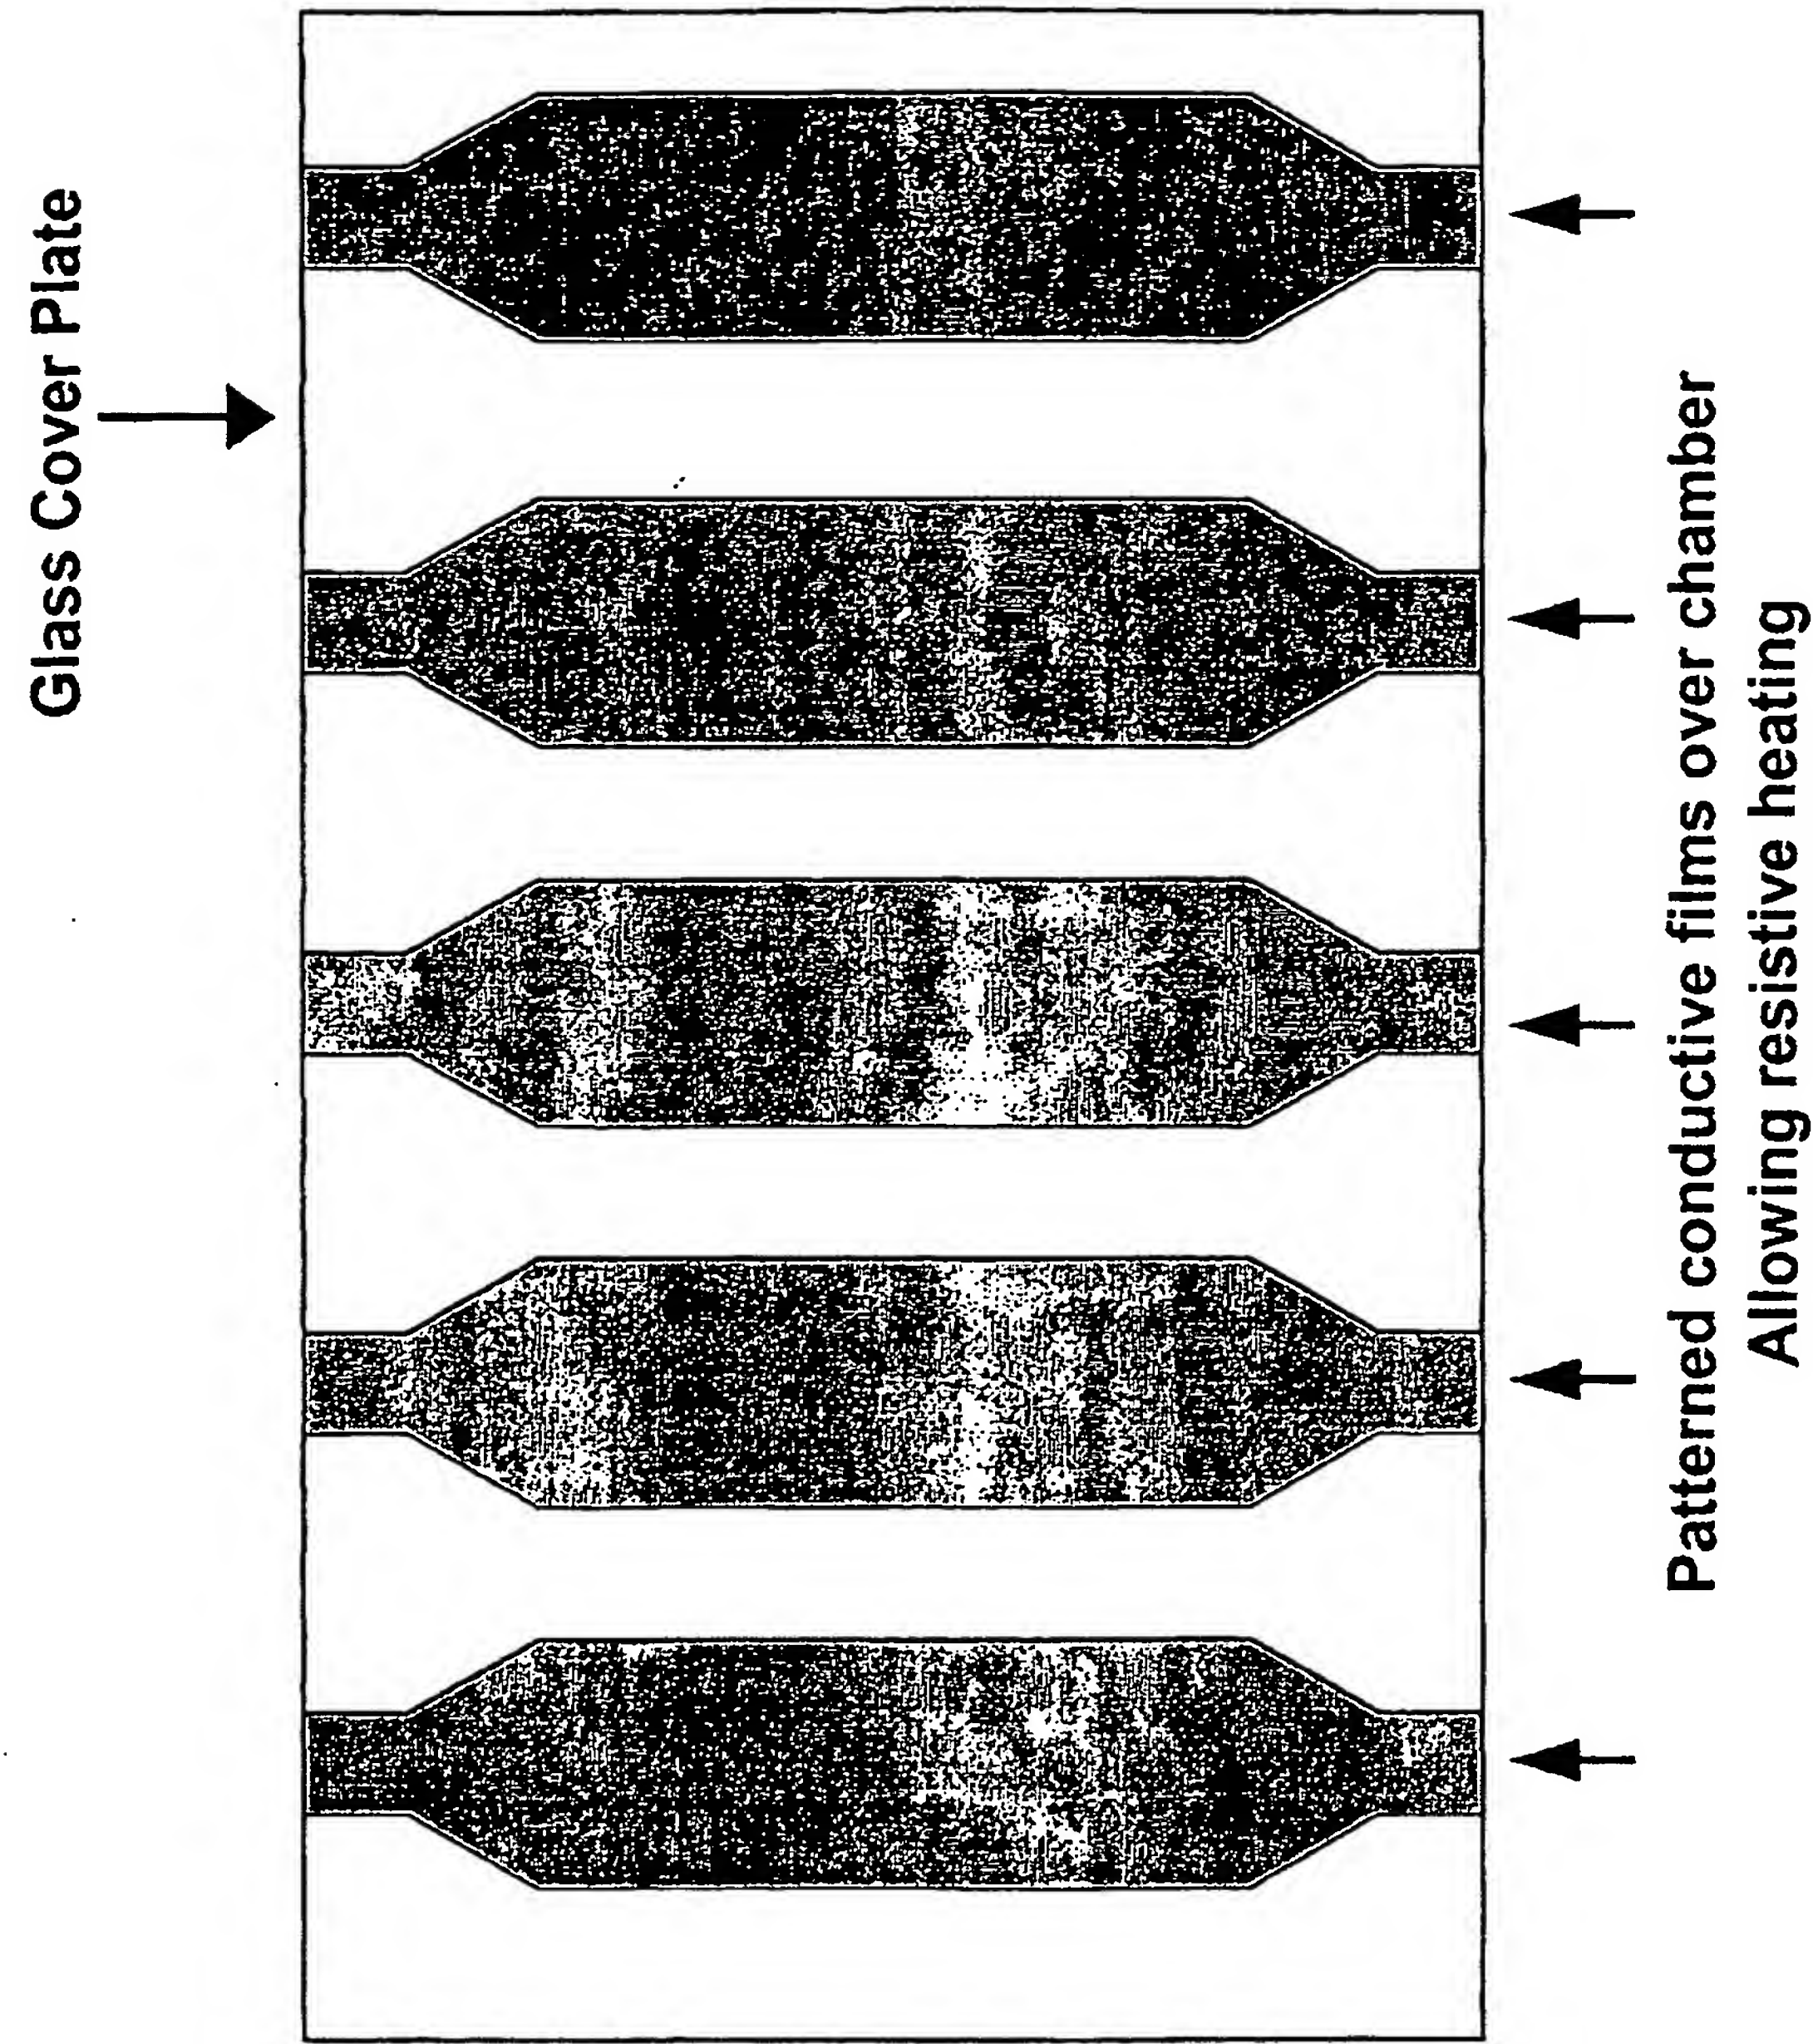 Glass Cover Plate
Patterned conductive films over chamber
Allowing resistive heating